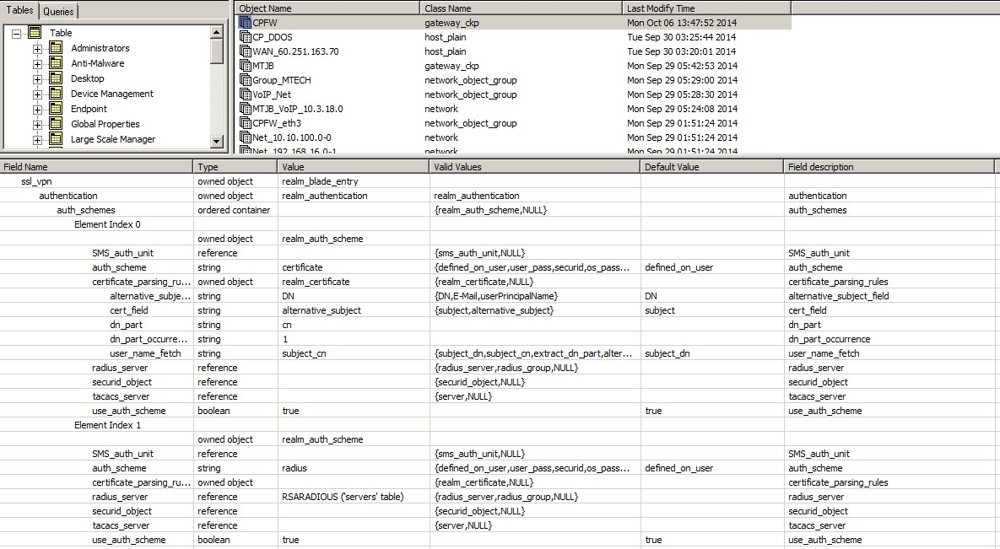 Tables Queries
Table
Administrators
Anti-Malware
Desktop
Device Management
Endpoint
Global Properties
Large Scale Manager
Object Name Class Name Last Modify Time
CPFW gateway_ckp Mon Oct 06 13:47:52 2014
CP_DDOS host_plain Tue Sep 30 03:25:44 2014
WAN_60.251.163.70 host_plain Tue Sep 30 03:20:01 2014
MTJB gateway_ckp Mon Sep 29 05:42:53 2014
Group_MTECH network_object_group Mon Sep 29 05:29:00 2014
VoIP_Net network_object_group Mon Sep 29 05:28:30 2014
MTJB_VoIP_10.3.18.0 network Mon Sep 29 05:24:08 2014
CPFW_eth3 network_object_group Mon Sep 29 01:51:24 2014
Net_10.10.100.0-0 network Mon Sep 29 01:51:24 2014
Net_192.168.16.0-1 network Mon Sep 29 01:51:24 2014
Field Name Type Value Valid Values Default Value Field description
ssl_vpn owned object realm_blade_entry
authentication owned object realm_authentication realm_authentication authentication
auth_schemes ordered container {realm_auth_scheme,NULL} auth_schemes
Element Index 0
owned object realm_auth_scheme
SMS_auth_unit reference {sms_auth_unit,NULL} SMS_auth_unit
auth_scheme string certificate {defined_on_user,user_pass,securid,os_pass... defined_on_user auth_scheme
certificate_parsing_ru... owned object realm_certificate {realm_certificate,NULL} certificate_parsing_rules
alternative_subje... string DN {DN,E-Mail,userPrincipalName} DN alternative_subject_field
cert_field string alternative_subject {subject,alternative_subject} subject cert_field
dn_part string cn dn_part
dn_part_occurre... string 1 dn_part_occurrence
user_name_fetch string subject_cn {subject_dn,subject_cn,extract_dn_part,alter... subject_dn user_name_fetch
radius_server reference {radius_server,radius_group,NULL} radius_server
securid_object reference {securid_object,NULL} securid_object
tacacs_server reference {server,NULL} tacacs_server
use_auth_scheme boolean true true use_auth_scheme
Element Index 1
owned object realm_auth_scheme
SMS_auth_unit reference {sms_auth_unit,NULL} SMS_auth_unit
auth_scheme string radius {defined_on_user,user_pass,securid,os_pass... defined_on_user auth_scheme
certificate_parsing_ru... owned object {realm_certificate,NULL} certificate_parsing_rules
radius_server reference RSARADIOUS ('servers' table) {radius_server,radius_group,NULL} radius_server
securid_object reference {securid_object,NULL} securid_object
tacacs_server reference {server,NULL} tacacs_server
use_auth_scheme boolean true true use_auth_scheme